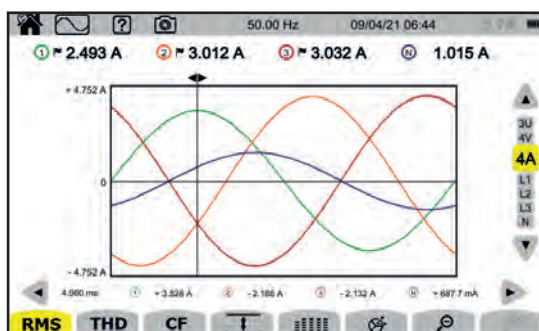 ?
50.00 Hz 09/04/21 06:44
1 2.493 A 2 3.012 A 3 3.032 A N 1.015 A
+ 4.752 A
0
- 4.752 A
3U
4V
4A
L1
L2
L3
N
4.960 ms 1 + 3.528 A 2 - 2.166 A 3 - 2.132 A N + 687.7 mA
RMS THD CF